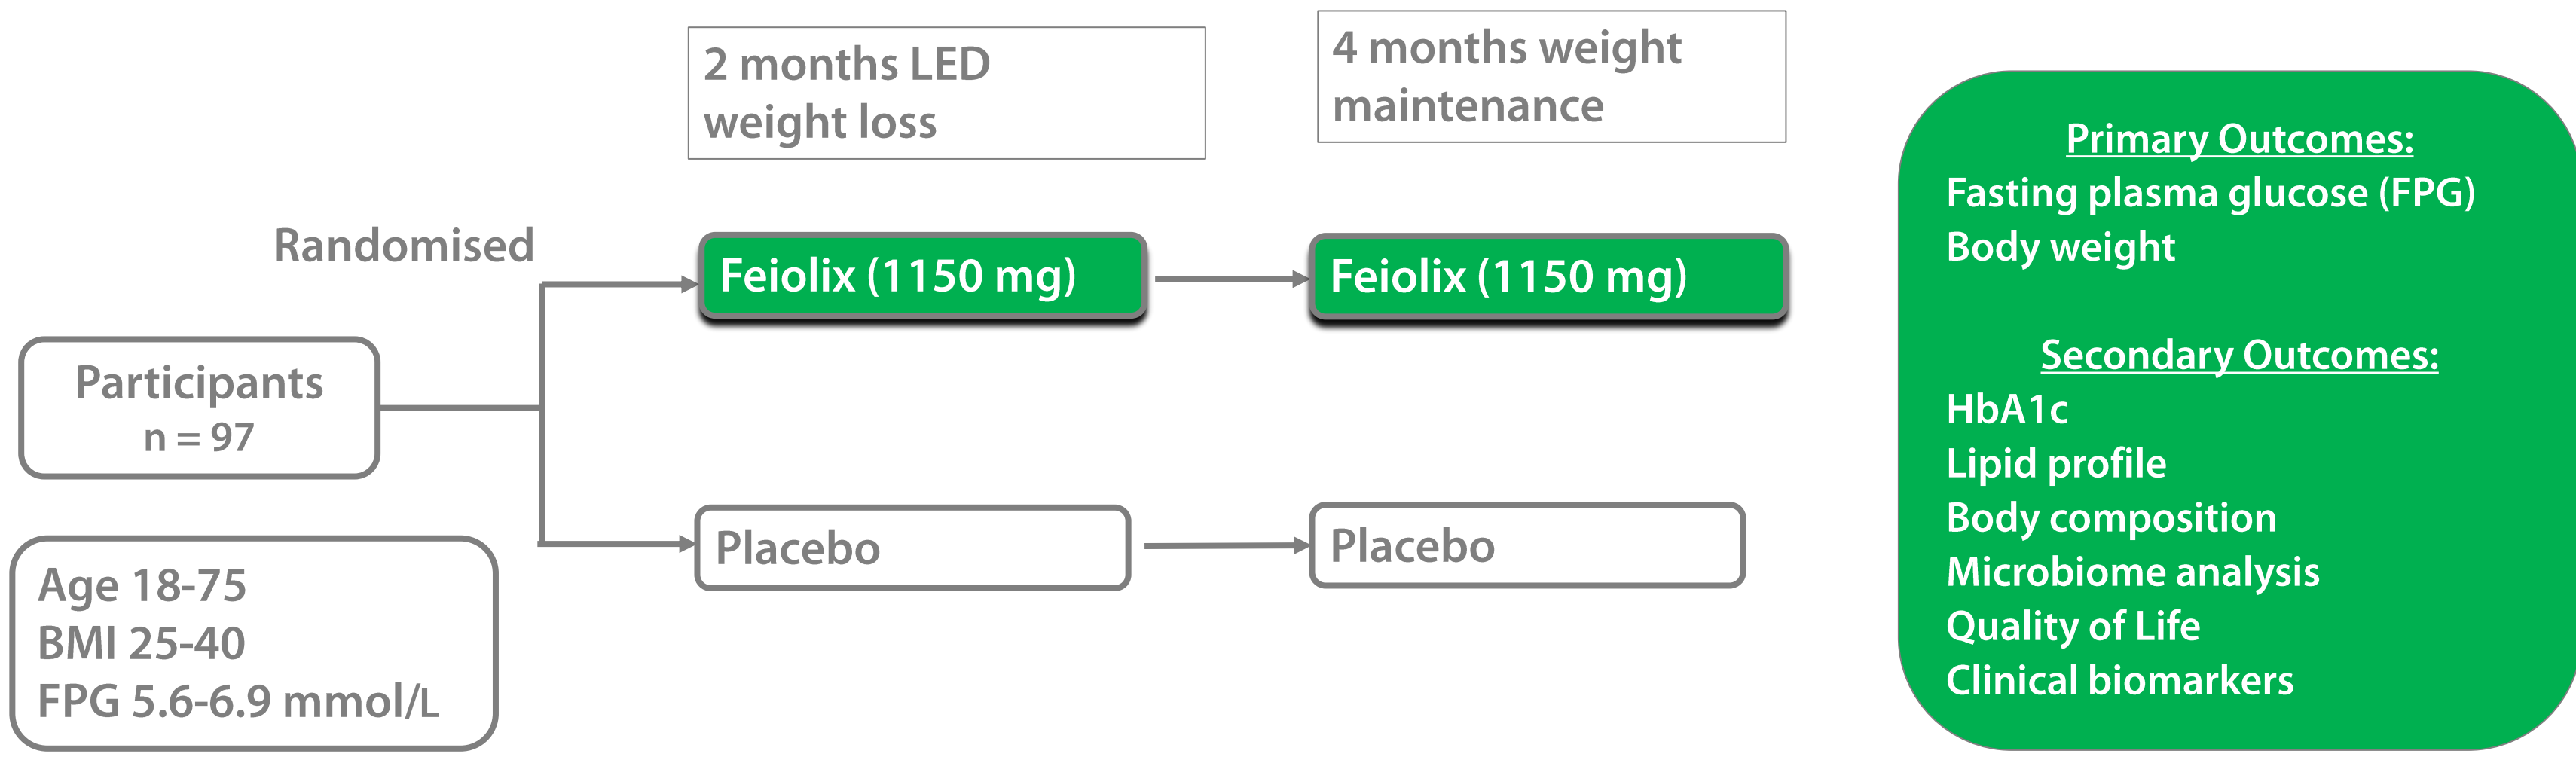 2 months LED
weight loss
4 months weight
maintenance
Randomised
Feiolix (1150 mg)
Feiolix (1150 mg)
Participants
n = 97
Placebo
Placebo
Age 18-75
BMI 25-40
FPG 5.6-6.9 mmol/L
Primary Outcomes:
Fasting plasma glucose (FPG)
Body weight
Secondary Outcomes:
HbA1c
Lipid profile
Body composition
Microbiome analysis
Quality of Life
Clinical biomarkers